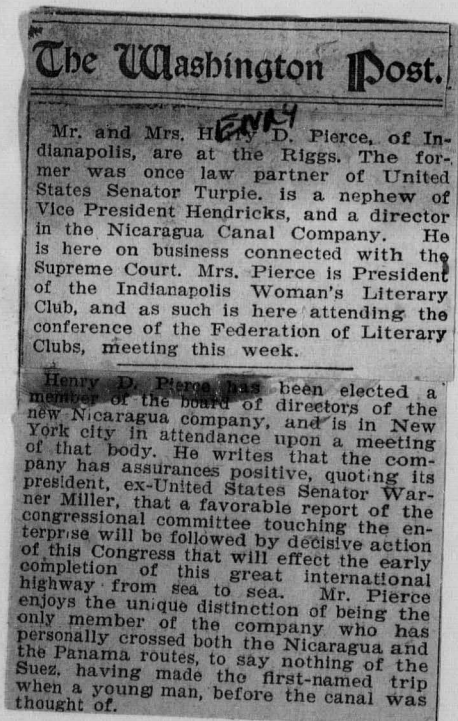 The Washington Post.
ENRY
Mr. and Mrs. H D. Pierce, of In-
dianapolis, are at the Riggs. The for-
mer was once law partner of United
States Senator Turpie. is a nephew of
Vice President Hendricks, and a director
in the Nicaragua Canal Company. He
is here on business connected with the
Supreme Court. Mrs. Pierce is President
of the Indianapolis Woman's Literary
Club, and as such is here attending the
conference of the Federation of Literary
Clubs, meeting this week.
Henry D. Pierce has been elected a
member of the board of directors of the
new Nicaragua company, and is in New
York city in attendance upon a meeting
of that body. He writes that the com-
pany has assurances positive, quoting its
president, ex-United States Senator War-
ner Miller, that a favorable report of the
congressional committee touching the en-
terprise will be followed by decisive action
of this Congress that will effect the early
completion of this great international
highway from sea to sea. Mr. Pierce
enjoys the unique distinction of being the
only member of the company who has
personally crossed both the Nicaragua and
the Panama routes, to say nothing of the
Suez, having made the first-named trip
when a young man, before the canal was
thought of.